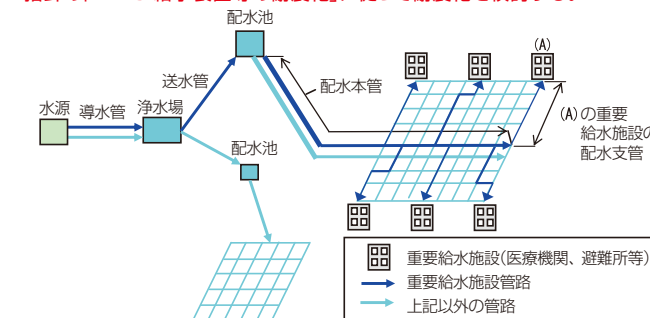 配水池
(A)
送水管
配水本管
水源
導水管
浄水場
(A)の重要
給水施設の
配水支管
配水池
重要給水施設(医療機関、避難所等)
重要給水施設管路
上記以外の管路